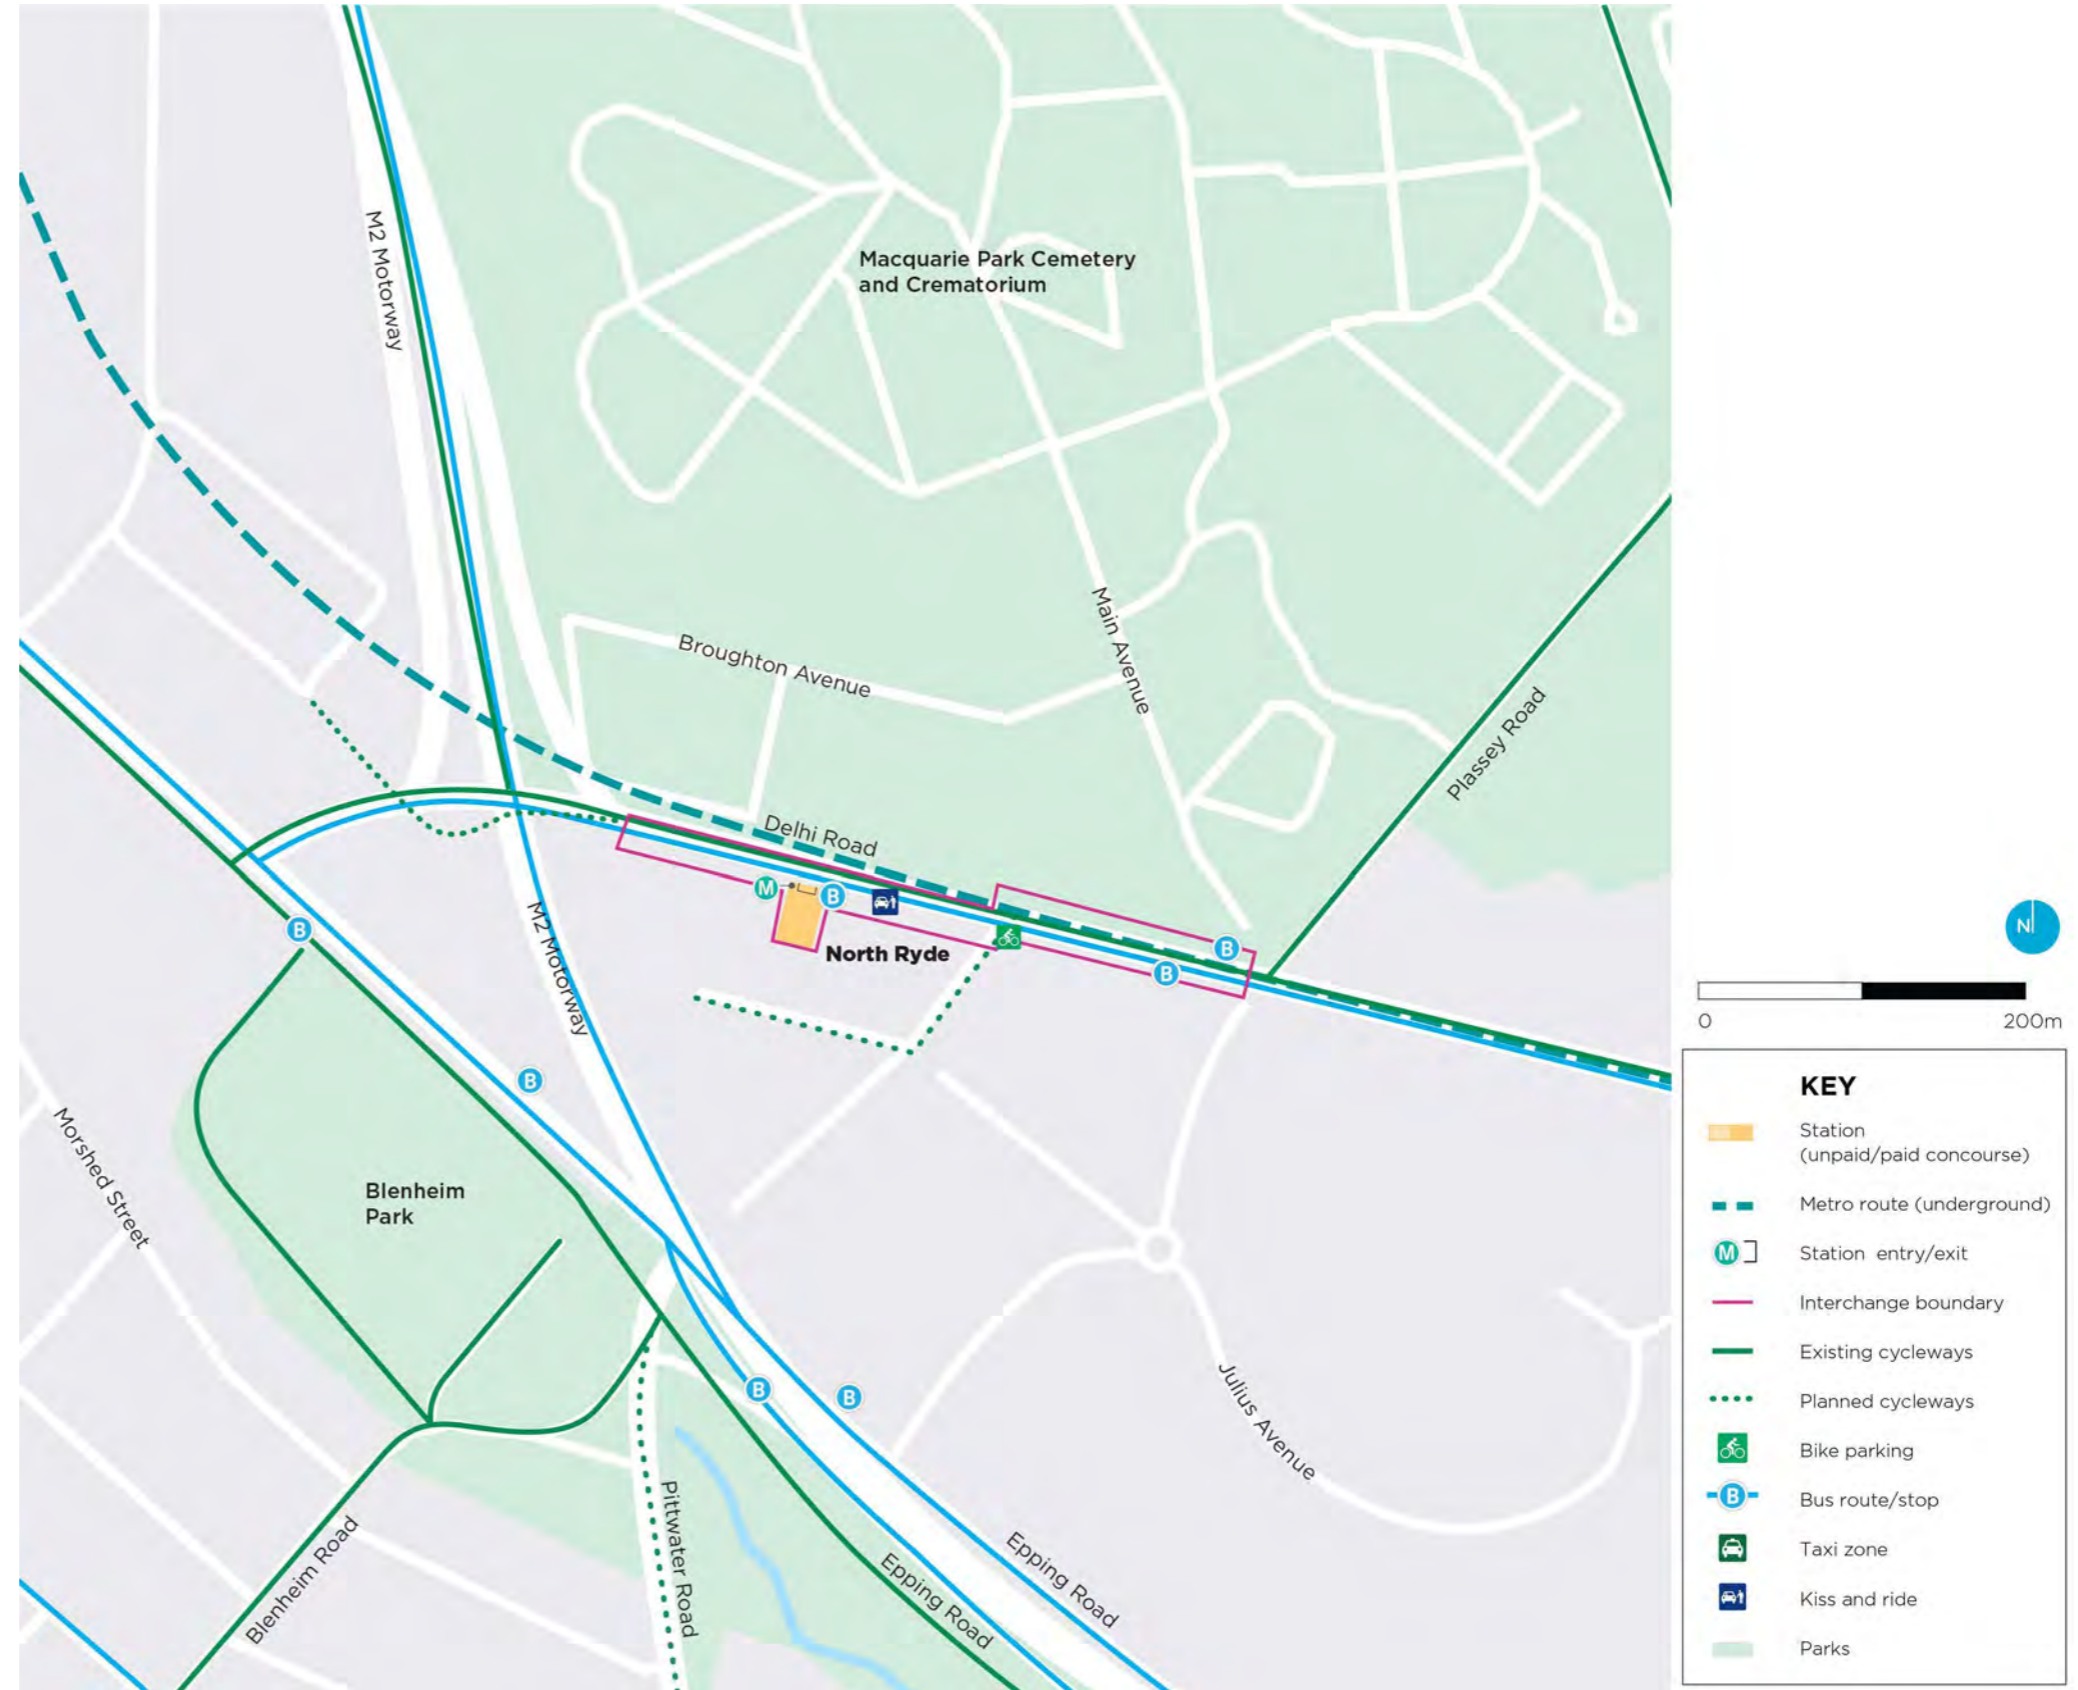 M2 Motorway
Macquarie Park Cemetery
and Crematorium
Broughton Avenue
Main Avenue
Plassey Road
Delhi Road
M
B
B
B
B
North Ryde
M2 Motorway
B
Morshed Street
Blenheim
Park
B
B
Julius Avenue
Pittwater Road
Blenheim Road
Epping Road
Epping Road
N
0
200m
KEY
Station
(unpaid/paid concourse)
Metro route (underground)
M
Station entry/exit
Interchange boundary
Existing cycleways
Planned cycleways
Bike parking
B
Bus route/stop
Taxi zone
Kiss and ride
Parks